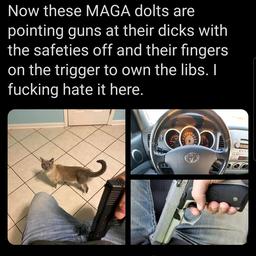 Now these MAGA dolts are
pointing guns at their dicks with
the safeties off and their fingers
on the trigger to own the libs. I
fucking hate it here.